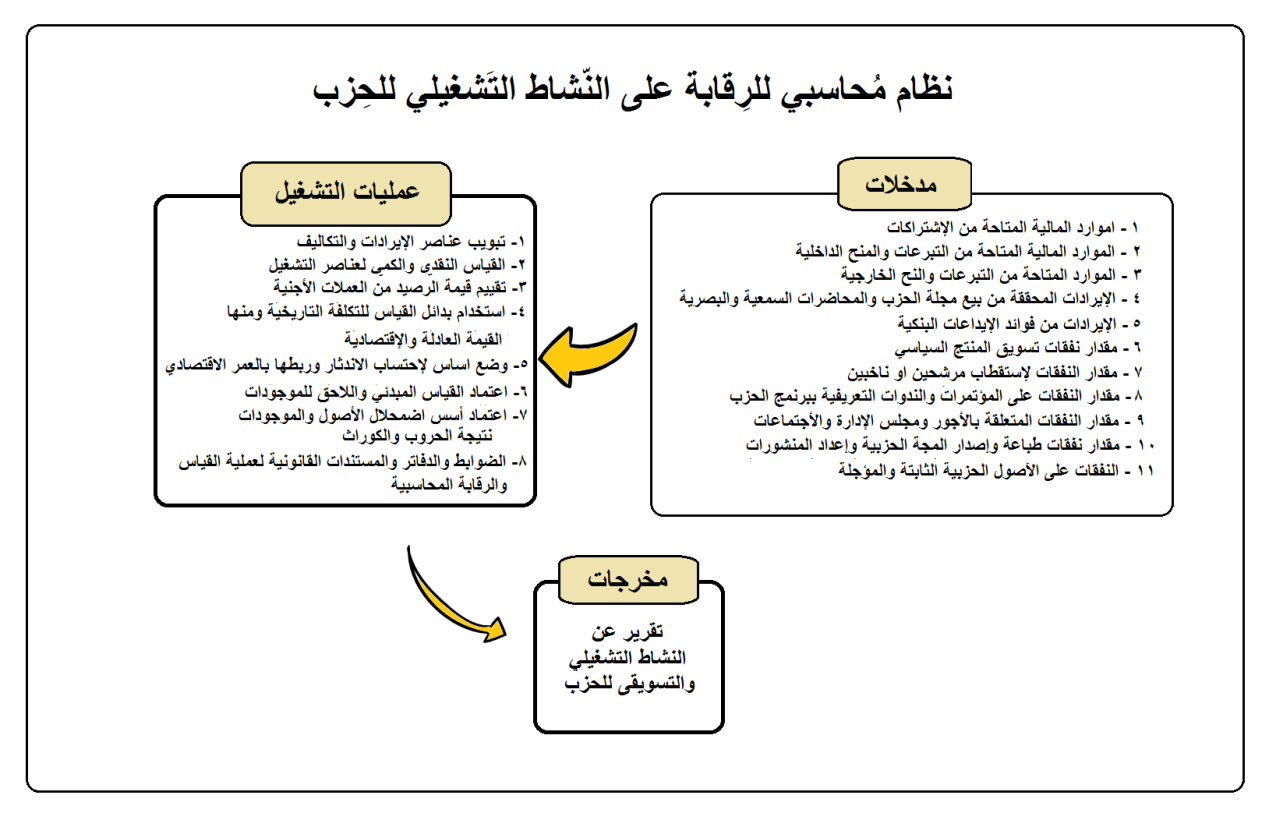 نظام مُحاسبي للرِقابة على النّشاط التَشغيلي للحِزب
مدخلات
١ - اموارد المالية المتاحة من الإشتراكات
٢ - الموارد المالية المتاحة من التبرعات والمنح الداخلية
٣ - الموارد المتاحة من التبرعات والنح الخارجية
٤ - الإيرادات المحققة من بيع مجلة الحزب والمحاضرات السمعية والبصرية
٥ - الإيرادات من فوائد الإيداعات البنكية
٦ - مقدار نفقات تسويق المنتج السياسي
٧ - مقدار النفقات لإستقطاب مرشحين او ناخبين
٨ - مقدار النفقات على المؤتمرات والندوات التعريفية ببرنمج الحزب
٩ - مقدار النفقات المتعلقة بالأجور ومجلس الإدارة والأجتماعات
١٠ - مقدار نفقات طباعة وإصدار المجة الحزبية وإعداد المنشورات
١١ - النفقات على الأصول الحزبية الثابتة والمؤجلة
عمليات التشغيل
١- تبويب عناصر الإيرادات والتكاليف
٢- القياس النقدي والكمي لعناصر التشغيل
٣- تقييم قيمة الرصيد من العملات الأجنية
٤- استخدام بدائل القياس للتكلفة التاريخية ومنها
القيمة العادلة والإقتصادية
٥- وضع اساس لإحتساب الاندثار وربطها بالعمر الاقتصادي
٦- اعتماد القياس المبدئي واللاحق للموجودات
٧- اعتماد أسس اضمحلال الأصول والموجودات
نتيجة الحروب والكوراث
٨- الضوابط والدفاتر والمستندات القانونية لعملية القياس
والرقابة المحاسبية
مخرجات
تقرير عن
النشاط التشغيلي
والتسويقى للحزب